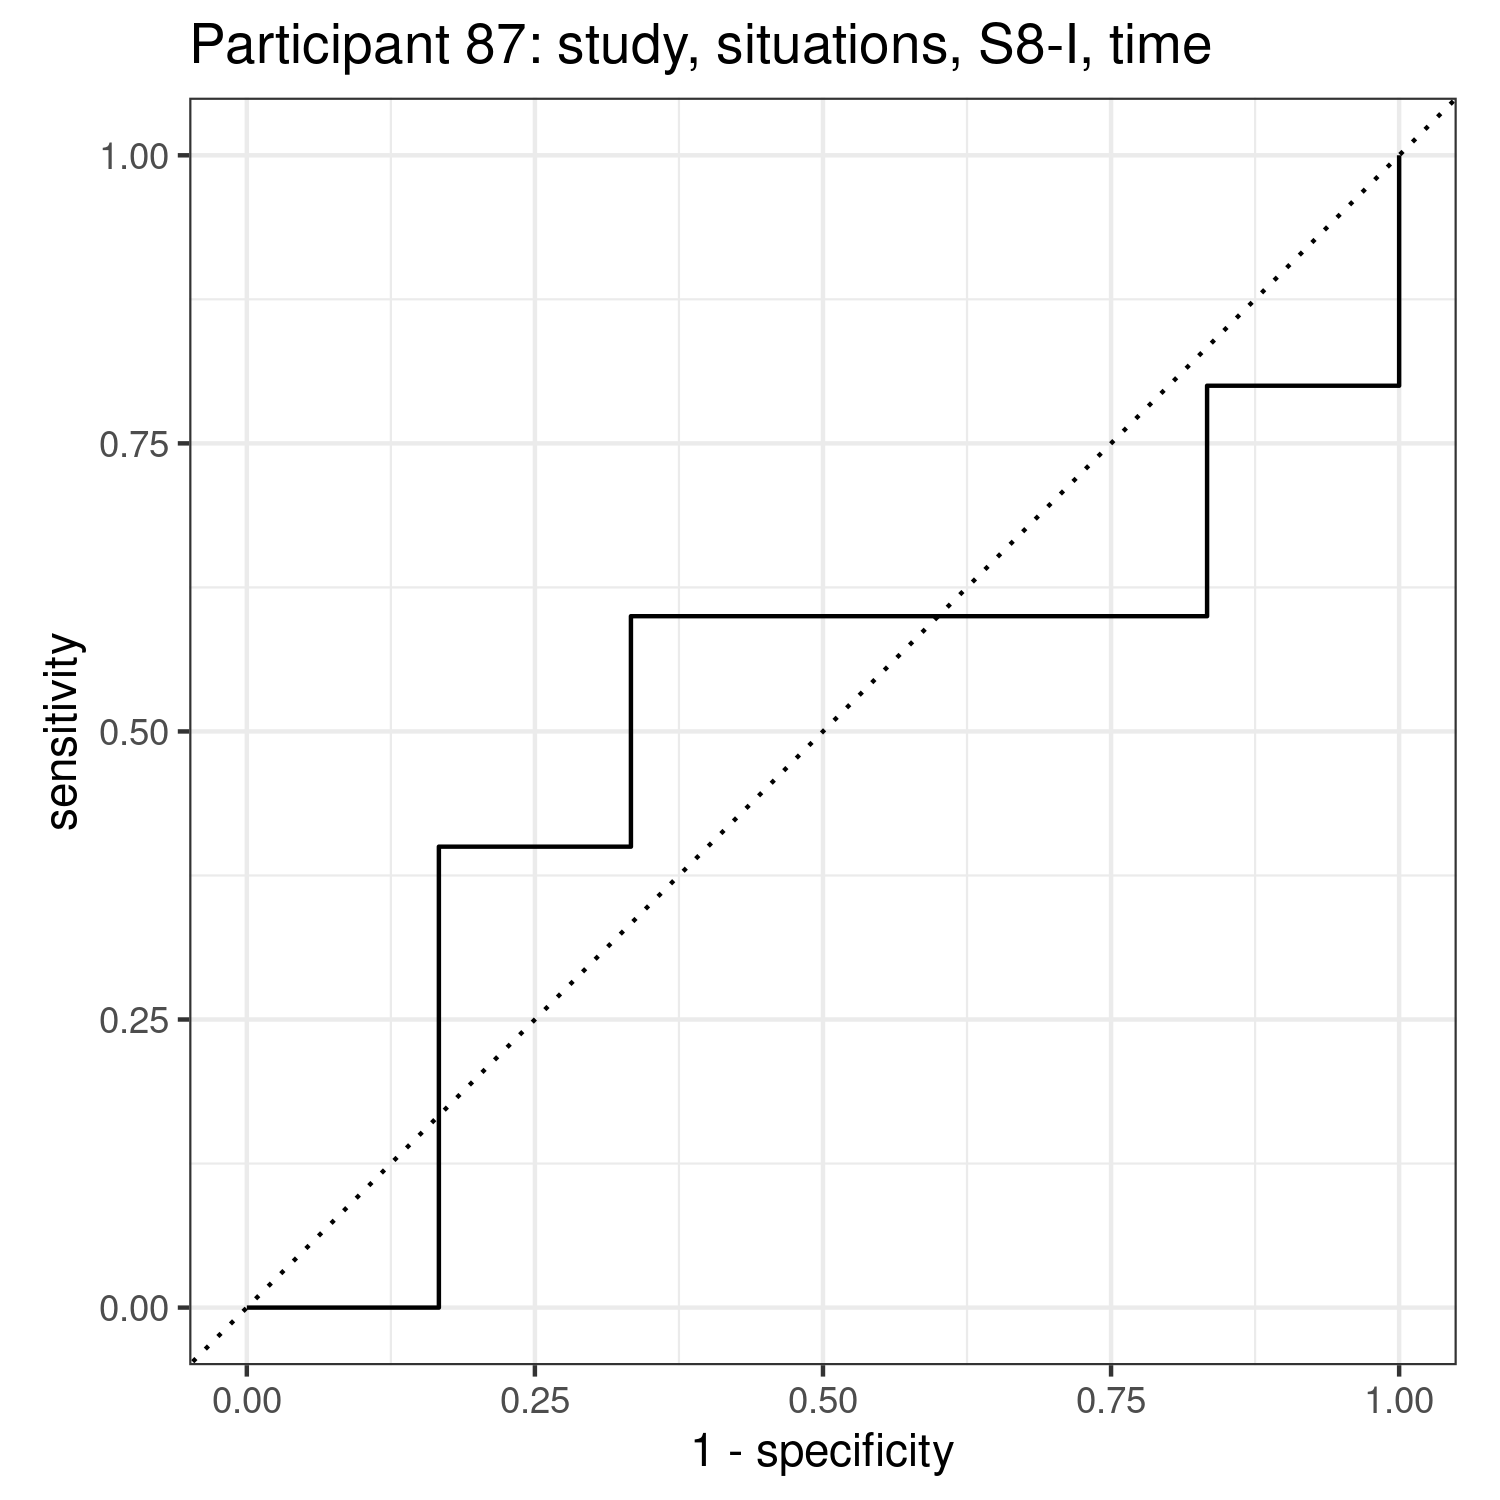 Participant 87: study, situations, S8-I, time
1.00
0.75
0.50
0.25
0.00
sensitivity
0.00 0.25 0.50 0.75 1.00
1 - specificity